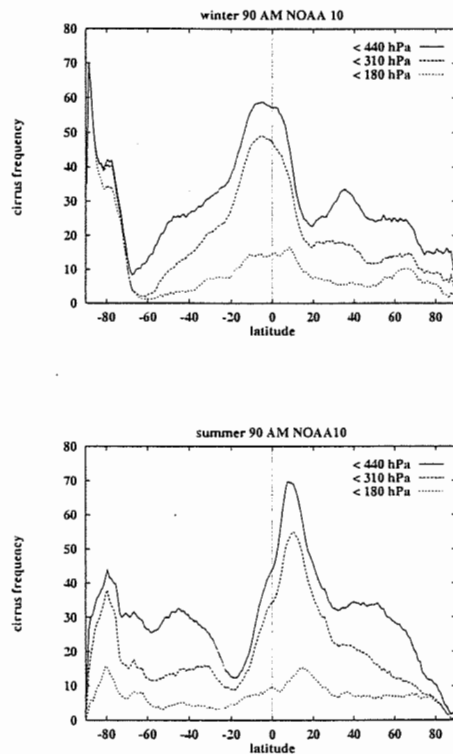 winter 90 AM NOAA 10
80
70
60
50
40
30
20
10
0
cirrus frequency
< 440 hPa
< 310 hPa
< 180 hPa
-80 -60 -40 -20 0 20 40 60 80
latitude
summer 90 AM NOAA10
80
70
60
50
40
30
20
10
0
cirrus frequency
< 440 hPa
< 310 hPa
< 180 hPa
-80 -60 -40 -20 0 20 40 60 80
latitude